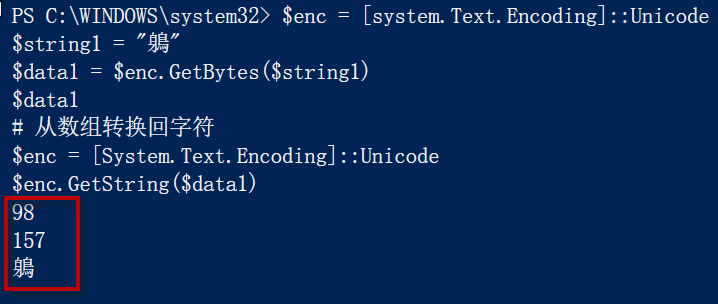 PS C:\WINDOWS\system32> $enc = [system.Text.Encoding]::Unicode
$string1 = "鵢"
$data1 = $enc.GetBytes($string1)
$data1
# 从数组转换回字符
$enc = [System.Text.Encoding]::Unicode
$enc.GetString($data1)
98
157
鵢